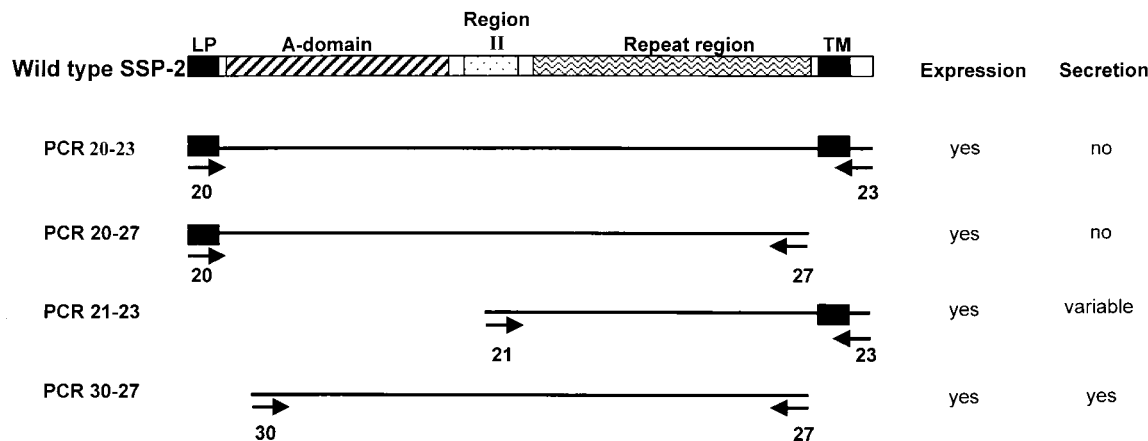 Region
LP A-domain II Repeat region TM
Wild type SSP-2 Expression Secretion
PCR 20-23 yes no
20 23
PCR 20-27 yes no
20 27
PCR 21-23 yes variable
21 23
PCR 30-27 yes yes
30 27